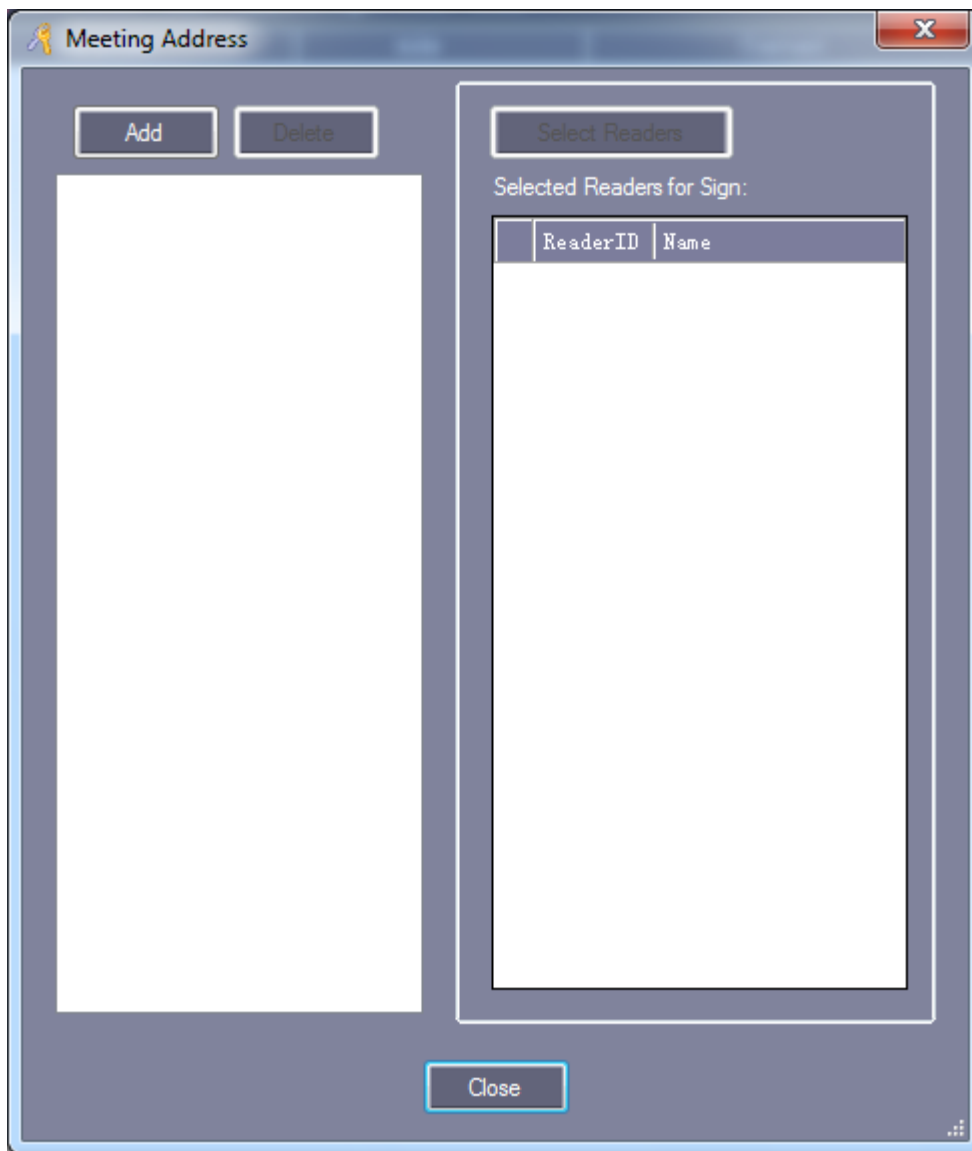 Meeting Address
Add Delete
Select Readers
Selected Readers for Sign:
ReaderID Name
Close